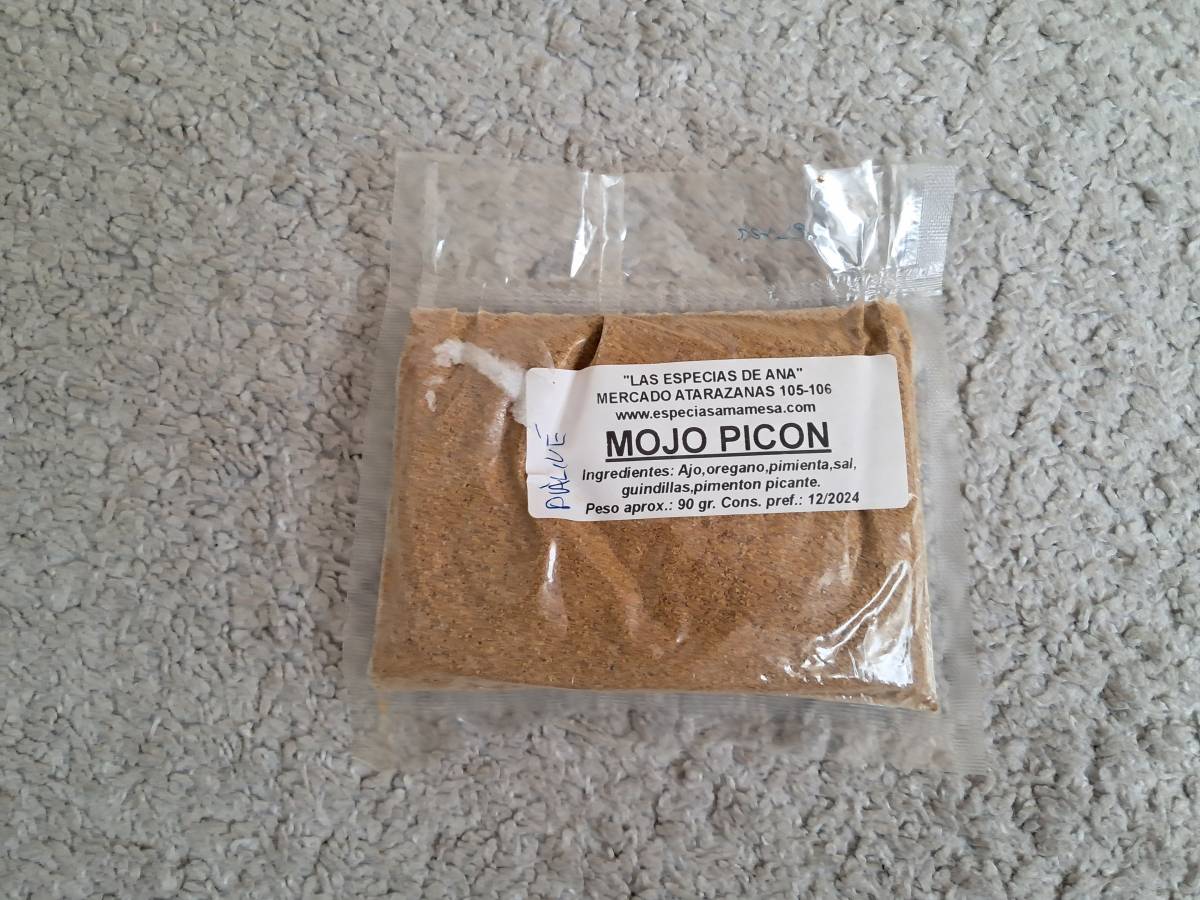 "LAS ESPECIAS DE ANA"
MERCADO ATARAZANAS 105-106
www.especiasamamesa.com
MOJO PICON
Ingredientes: Ajo,oregano,pimienta,sal,
guindillas,pimenton picante.
Peso aprox.: 90 gr. Cons. pref.: 12/2024